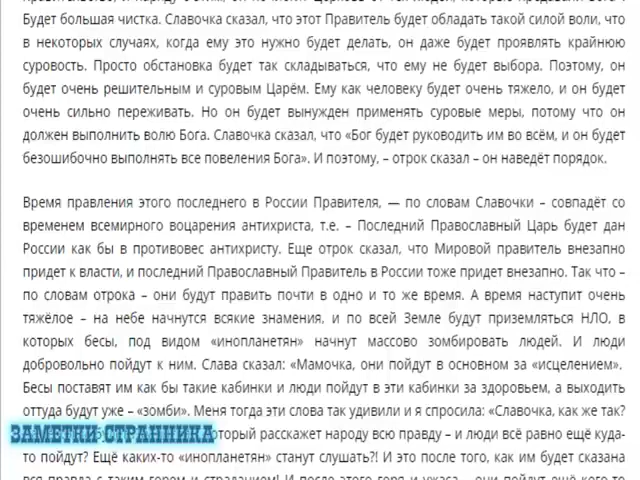 Будет большая чистка. Славочка сказал, что этот Правитель будет обладать такой силой воли, что
в некоторых случаях, когда ему это нужно будет делать, он даже будет проявлять крайнюю
суровость. Просто обстановка будет так складываться, что ему не будет выбора. Поэтому, он
будет очень решительным и суровым Царём. Ему как человеку будет очень тяжело, и он будет
очень сильно переживать. Но он будет вынужден применять суровые меры, потому что он
должен выполнить волю Бога. Славочка сказал, что «Бог будет руководить им во всём, и он будет
безошибочно выполнять все повеления Бога». И поэтому, – отрок сказал – он наведёт порядок.
Время правления этого последнего в России Правителя, — по словам Славочки – совпадёт со
временем всемирного воцарения антихриста, т.е. – Последний Православный Царь будет дан
России как бы в противовес антихристу. Еще отрок сказал, что Мировой правитель внезапно
придет к власти, и последний Православный Правитель в России тоже придет внезапно. Так что –
по словам отрока – они будут править почти в одно и то же время. А время наступит очень
тяжёлое – на небе начнутся всякие знамения, и по всей Земле будут приземляться НЛО, в
которых бесы, под видом «инопланетян» начнут массово зомбировать людей. И люди
добровольно пойдут к ним. Слава сказал: «Мамочка, они пойдут в основном за «исцелением».
Бесы поставят им как бы такие кабинки и люди пойдут в эти кабинки за здоровьем, а выходить
оттуда будут уже – «зомби». Меня тогда эти слова так удивили и я спросила: «Славочка, как же так?
ЗАМЕТКИ СТРАННИКА оторый расскажет народу всю правду – и люди всё равно ещё куда-
то пойдут? Ещё каких-то «инопланетян» станут слушать?! И это после того, как им будет сказана